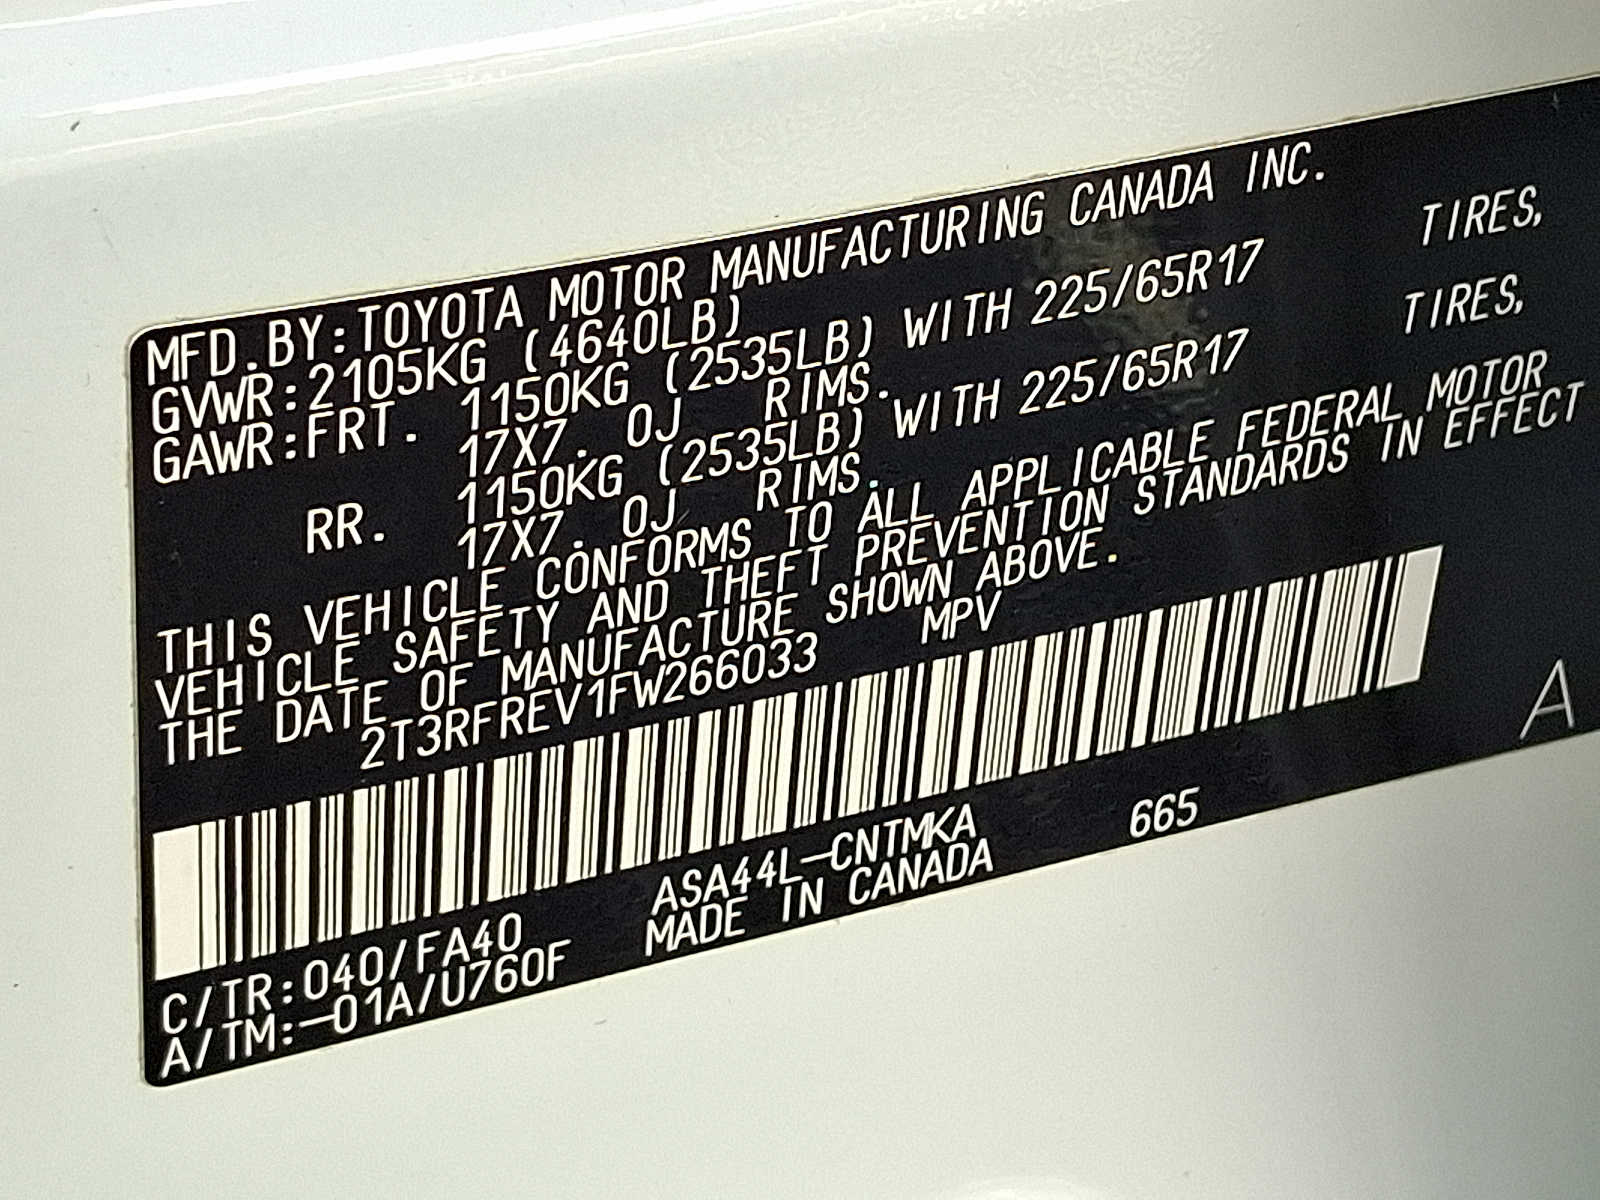 MFD.BY:TOYOTA MOTOR MANUFACTURING CANADA INC.
GVWR:2105KG (4640LB)
GAWR:FRT. 1150KG (2535LB) WITH 225/65R17 TIRES,
17X7. 0J RIMS.
RR. 1150KG (2535LB) WITH 225/65R17 TIRES,
17X7. 0J RIMS.
THIS VEHICLE CONFORMS TO ALL APPLICABLE FEDERAL MOTOR
VEHICLE SAFETY AND THEFT PREVENTION STANDARDS IN EFFECT
THE DATE OF MANUFACTURE SHOWN ABOVE.
2T3RFREV1FW266033 MPV
A
C/TR:040/FA40 ASA44L-CNTMKA 665
A/TM:-01A/U760F MADE IN CANADA